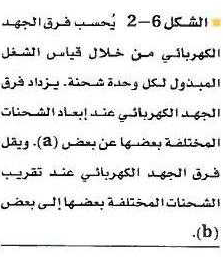 ■ الشكل 6–2 يُحسب فرق الجهد
الكهربائي من خلال قياس الشغل
المبذول لكل وحدة شحنة. يزداد فرق
الجهد الكهربائي عند إبعاد الشحنات
المختلفة بعضها عن بعض (a). ويقل
فرق الجهد الكهربائي عند تقريب
الشحنات المختلفة بعضها إلى بعض
(b).